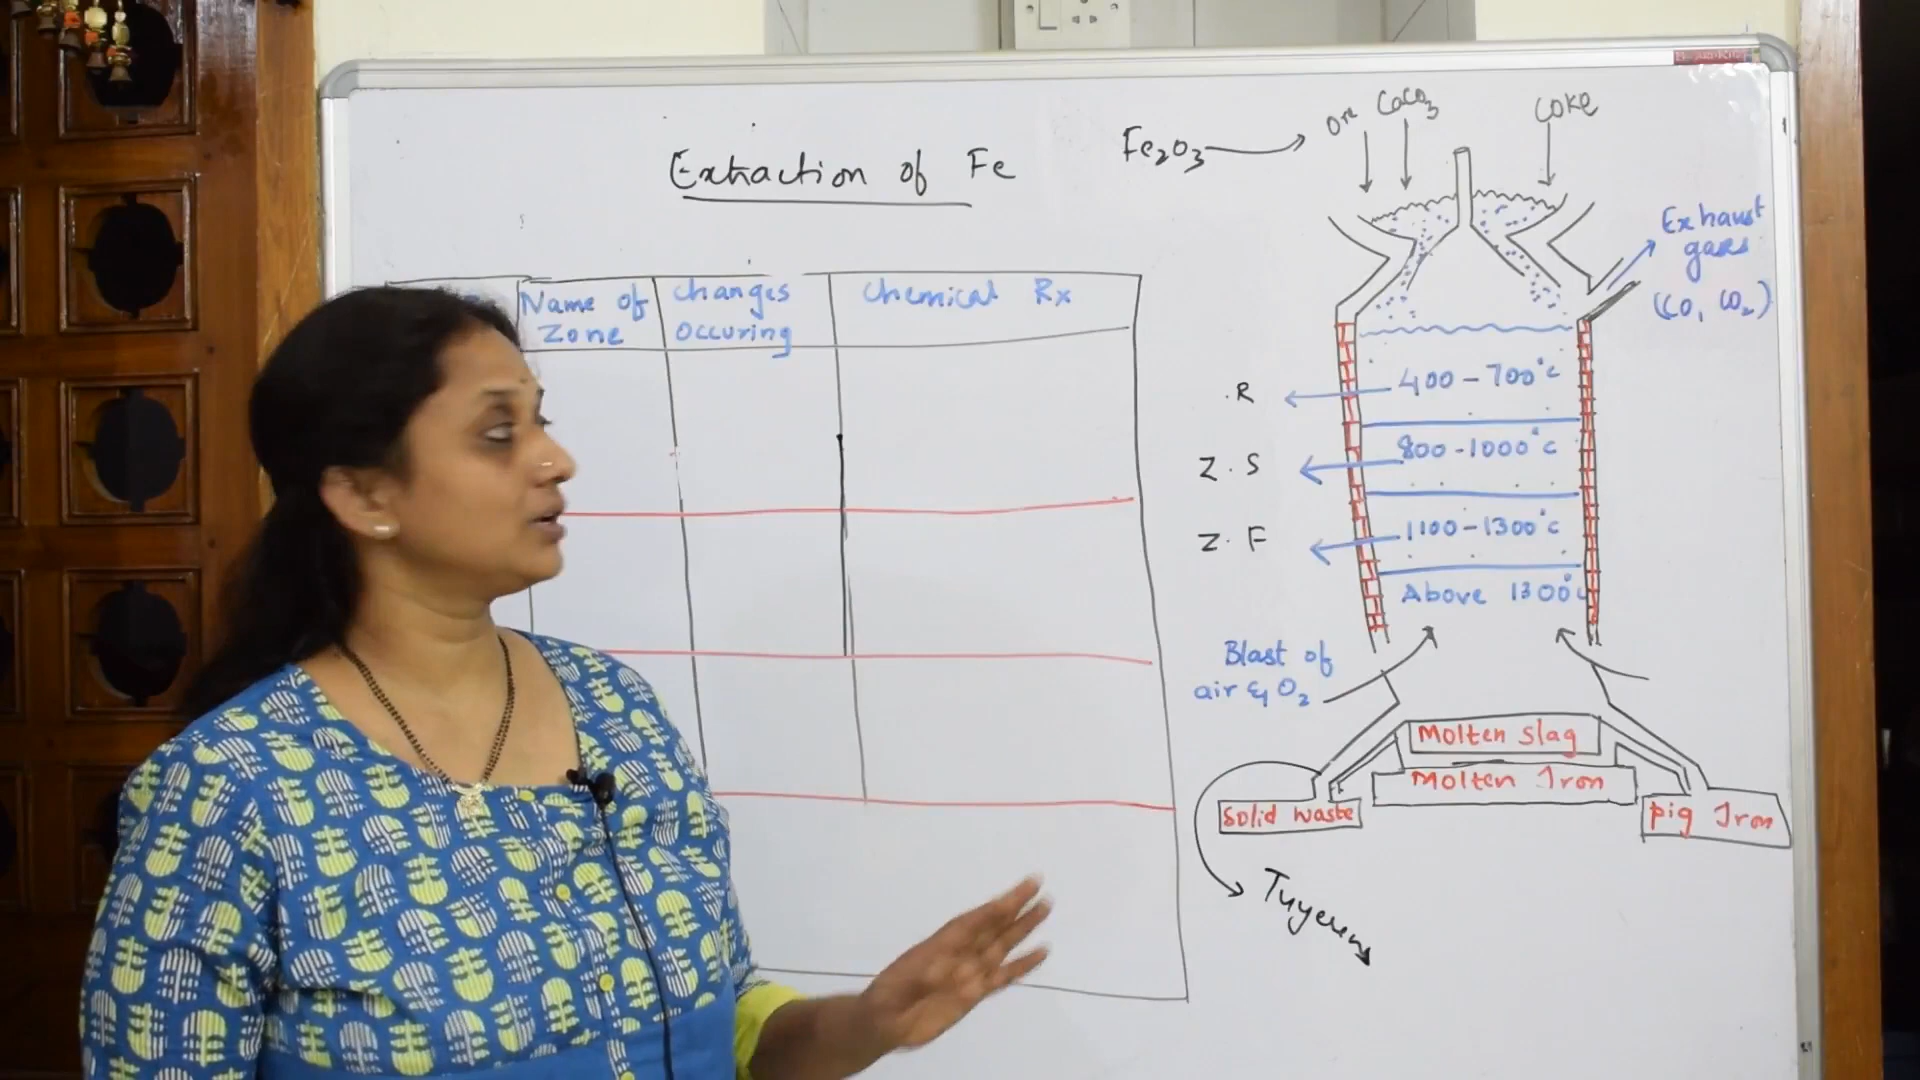 Extraction of Fe
Fe₂O₃
Ore
CaCO₃
Coke
Exhaust
gases
(CO, CO₂)
Name of
Zone
Changes
Occuring
Chemical Rx
400 - 700°C
.R
800 - 1000°C
Z. S
1100 - 1300°C
Z. F
Above 1300°C
Blast of
air & O₂
Molten Slag
Molten Iron
Solid waste
Pig Iron